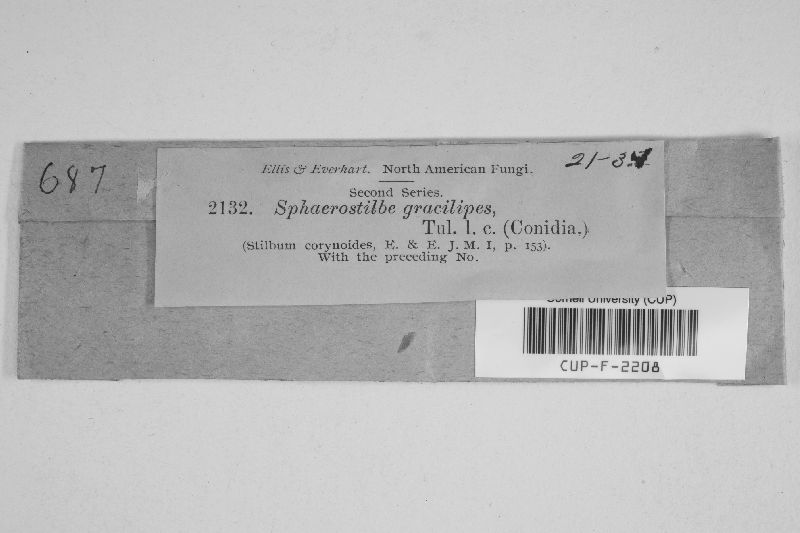 687
Ellis & Everhart. North American Fungi.
21-34
Second Series.
2132. Sphaerostilbe gracilipes,
Tul. l. c. (Conidia.)
(Stilbum corynoides, E. & E. J. M. I, p. 153).
With the preceding No.
Cornell University (CUP)
CUP-F-2208